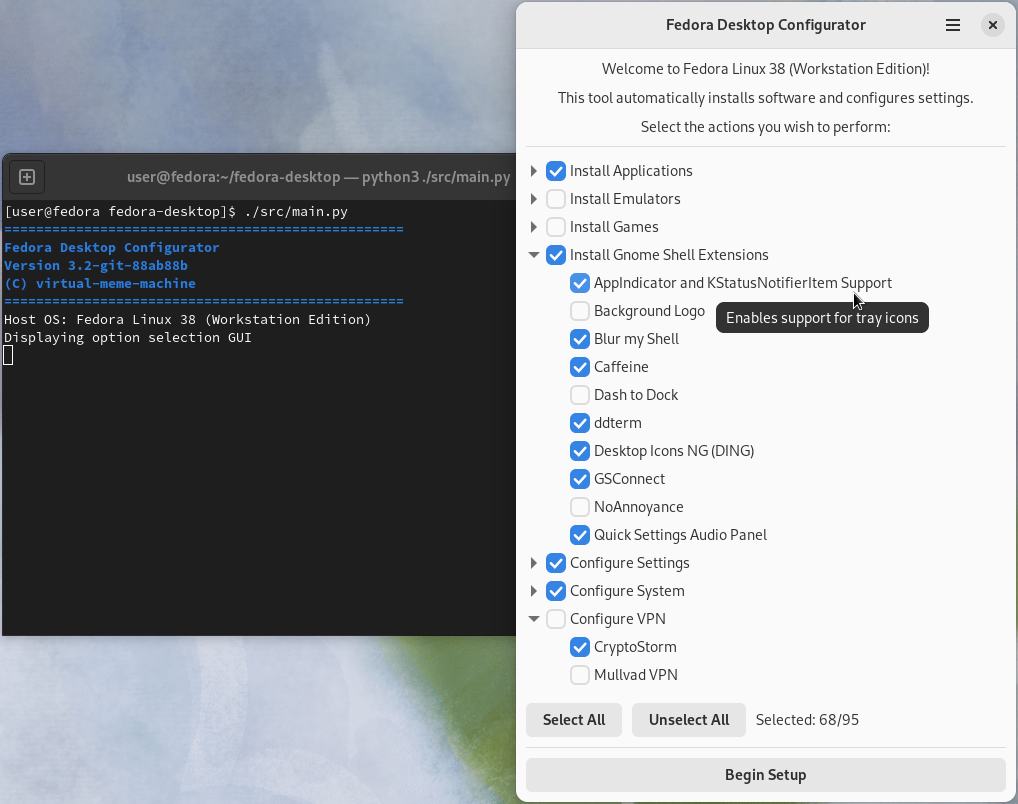 user@fedora:~/fedora-desktop — python3 ./src/main.py
[user@fedora fedora-desktop]$ ./src/main.py
==================================================
Fedora Desktop Configurator
Version 3.2-git-88ab88b
(C) virtual-meme-machine
==================================================
Host OS: Fedora Linux 38 (Workstation Edition)
Displaying option selection GUI
Fedora Desktop Configurator
Welcome to Fedora Linux 38 (Workstation Edition)!
This tool automatically installs software and configures settings.
Select the actions you wish to perform:
Install Applications
Install Emulators
Install Games
Install Gnome Shell Extensions
AppIndicator and KStatusNotifierItem Support
Background Logo
Enables support for tray icons
Blur my Shell
Caffeine
Dash to Dock
ddterm
Desktop Icons NG (DING)
GSConnect
NoAnnoyance
Quick Settings Audio Panel
Configure Settings
Configure System
Configure VPN
CryptoStorm
Mullvad VPN
Select All
Unselect All
Selected: 68/95
Begin Setup